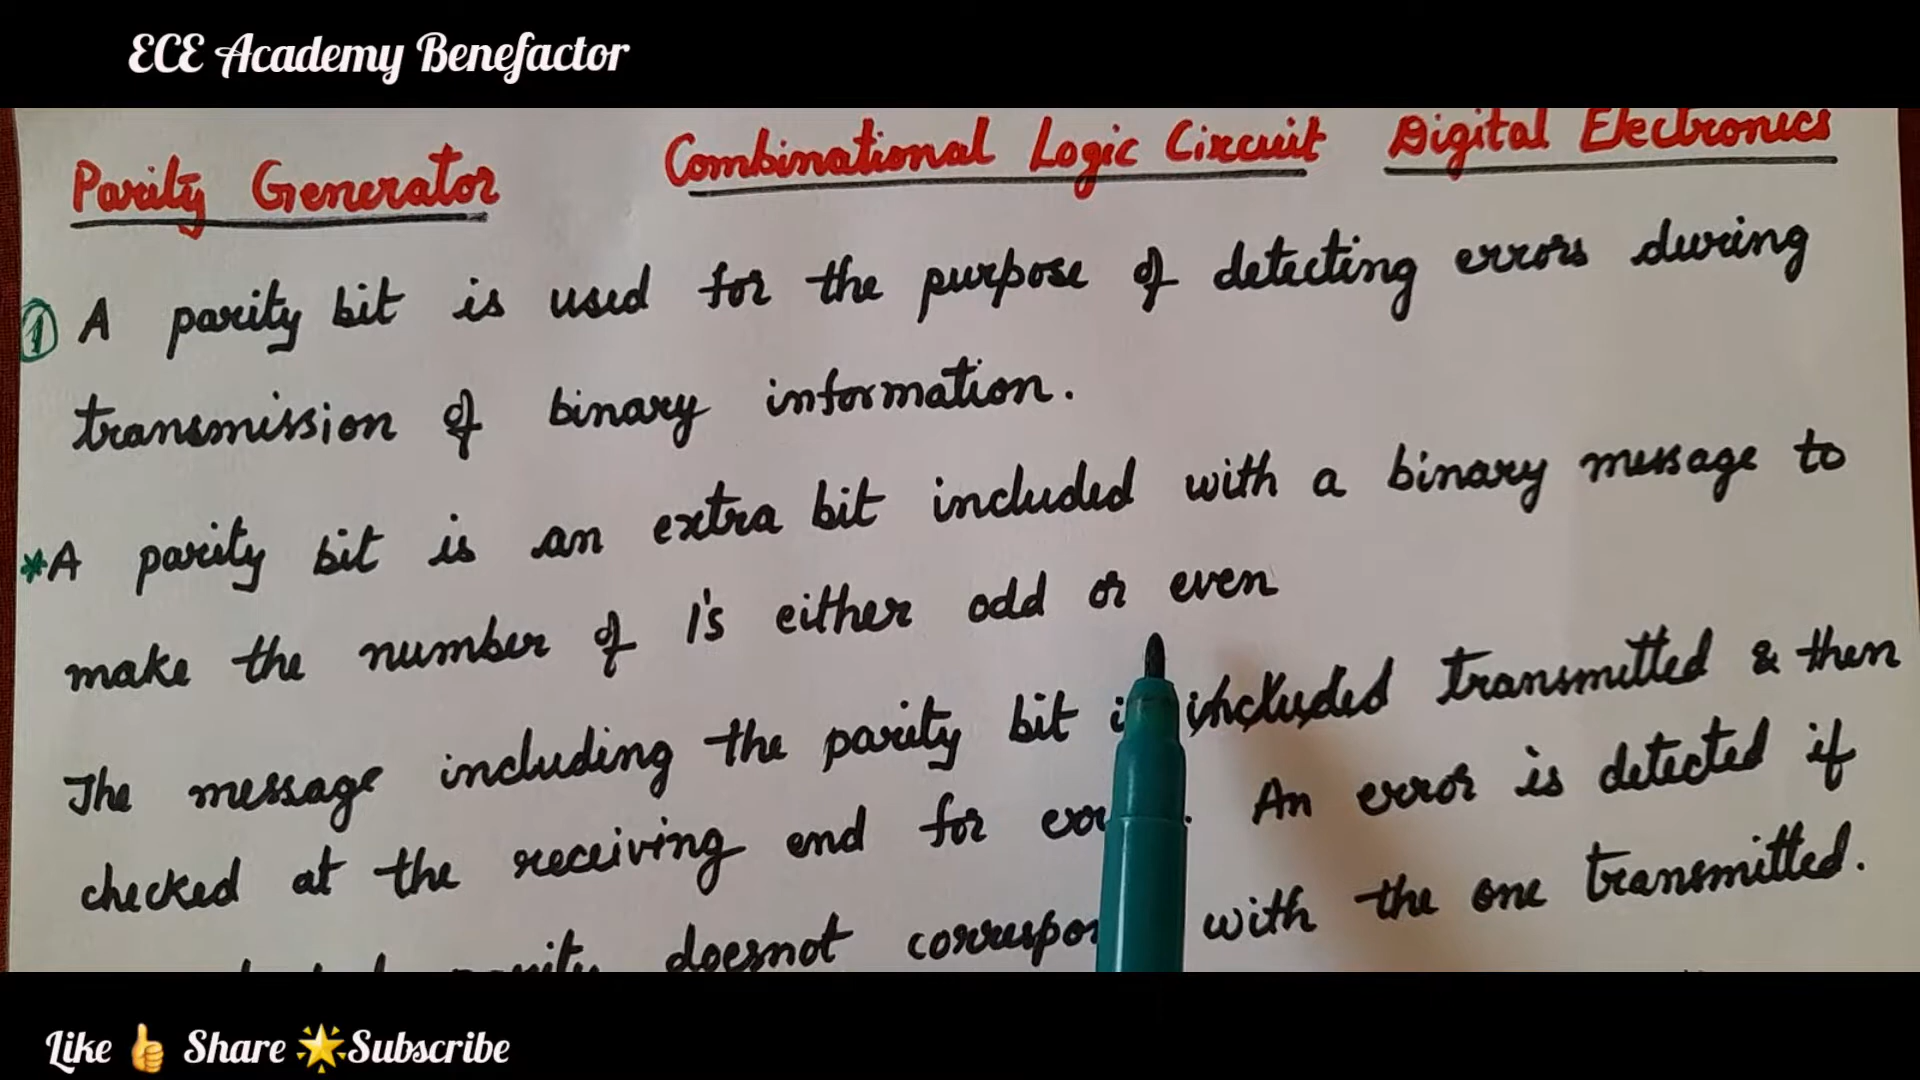 ECE Academy Benefactor
Parity Generator Combinational Logic Circuit Digital Electronics
① A parity bit is used for the purpose of detecting errors during
transmission of binary information.
*A parity bit is an extra bit included with a binary message to
make the number of 1's either odd or even
The message including the parity bit included transmitted & then
checked at the receiving end for An error is detected if
parity doesnot with the one transmitted.
Like 👍 Share 🌟Subscribe